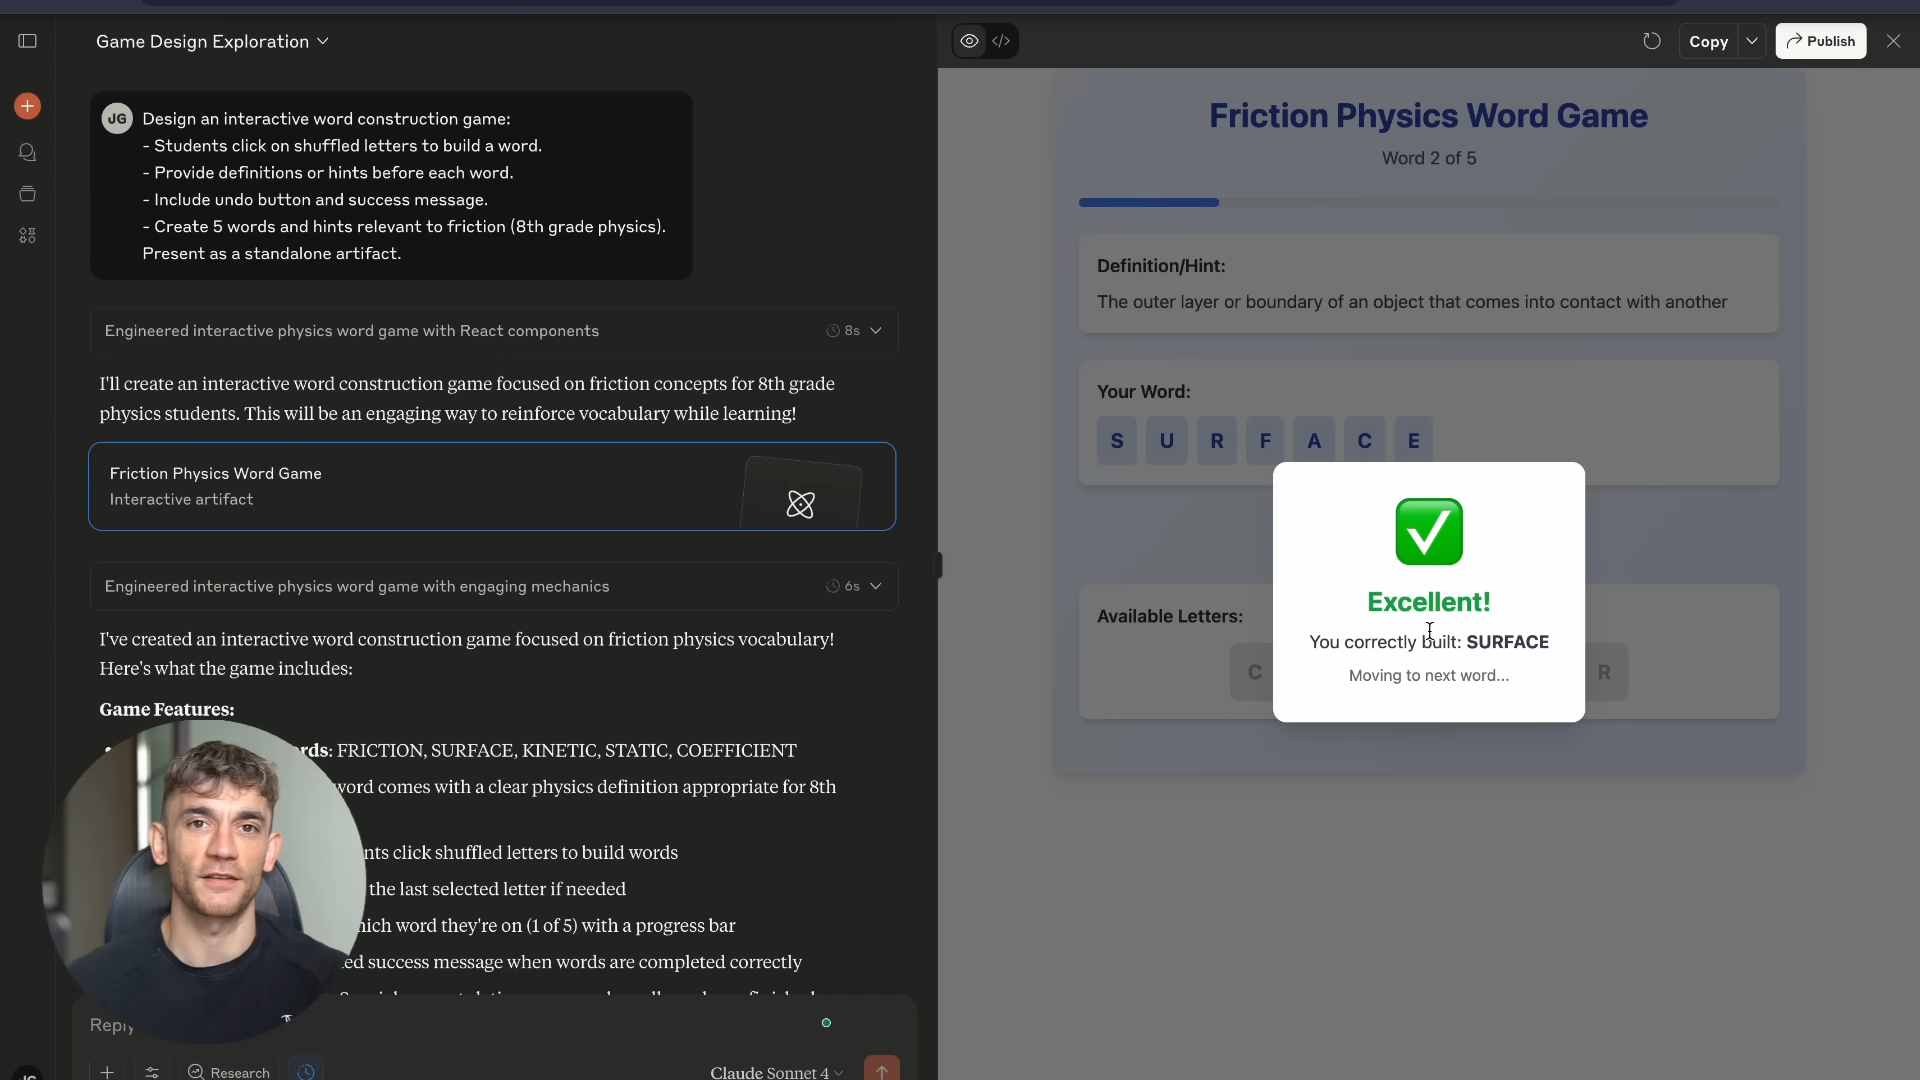 Game Design Exploration
JG
Design an interactive word construction game:
- Students click on shuffled letters to build a word.
- Provide definitions or hints before each word.
- Include undo button and success message.
- Create 5 words and hints relevant to friction (8th grade physics).
Present as a standalone artifact.
Engineered interactive physics word game with React components
8s
I'll create an interactive word construction game focused on friction concepts for 8th grade
physics students. This will be an engaging way to reinforce vocabulary while learning!
Friction Physics Word Game
Interactive artifact
Engineered interactive physics word game with engaging mechanics
6s
I've created an interactive word construction game focused on friction physics vocabulary!
Here's what the game includes:
Game Features:
: FRICTION, SURFACE, KINETIC, STATIC, COEFFICIENT
word comes with a clear physics definition appropriate for 8th
click shuffled letters to build words
the last selected letter if needed
word they're on (1 of 5) with a progress bar
success message when words are completed correctly
Research
Claude Sonnet 4
Copy
Publish
Friction Physics Word Game
Word 2 of 5
Definition/Hint:
The outer layer or boundary of an object that comes into contact with another
Your Word:
S U R F A C E
Excellent!
You correctly built: SURFACE
Moving to next word...
Available Letters:
C
R